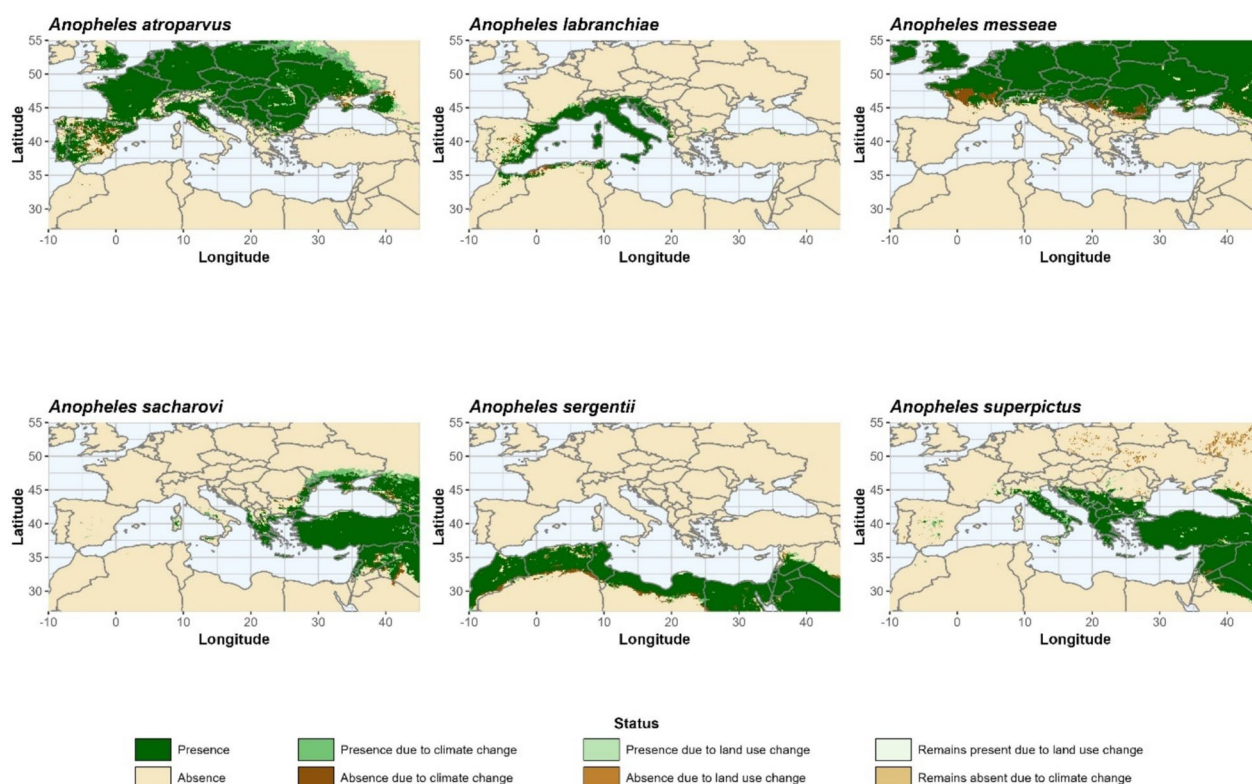 Anopheles atroparvus
Anopheles labranchiae
Anopheles messeae
55
50
45
40
35
30
Latitude
-10 0 10 20 30 40
Longitude
55
50
45
40
35
30
Latitude
-10 0 10 20 30 40
Longitude
55
50
45
40
35
30
Latitude
-10 0 10 20 30 40
Longitude
Anopheles sacharovi
Anopheles sergentii
Anopheles superpictus
55
50
45
40
35
30
Latitude
-10 0 10 20 30 40
Longitude
55
50
45
40
35
30
Latitude
-10 0 10 20 30 40
Longitude
55
50
45
40
35
30
Latitude
-10 0 10 20 30 40
Longitude
Status
Presence Presence due to climate change Presence due to land use change Remains present due to land use change
Absence Absence due to climate change Absence due to land use change Remains absent due to climate change